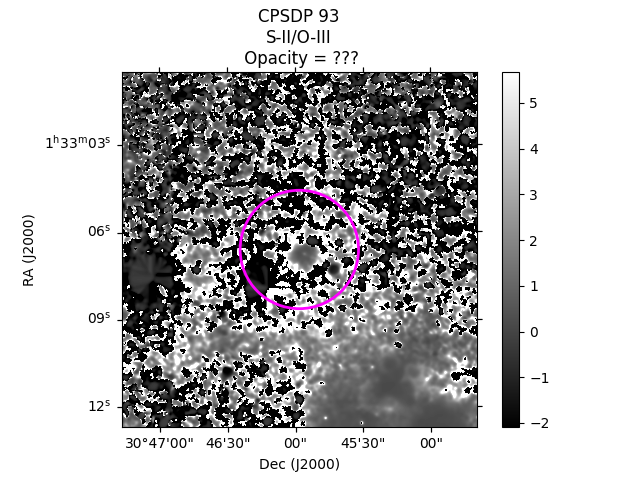 CPSDP 93
S-II/O-III
Opacity = ???
1ʰ33ᵐ03ˢ
06ˢ
09ˢ
12ˢ
RA (J2000)
30°47'00" 46'30" 00" 45'30" 00"
Dec (J2000)
5
4
3
2
1
0
−1
−2